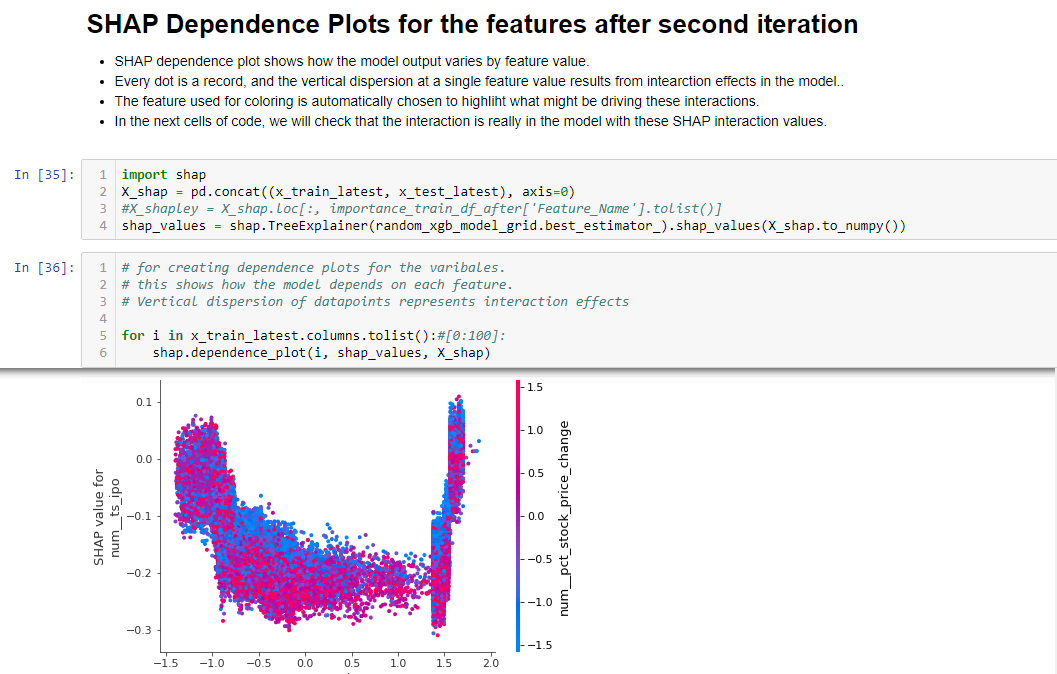 SHAP Dependence Plots for the features after second iteration
SHAP dependence plot shows how the model output varies by feature value.
Every dot is a record, and the vertical dispersion at a single feature value results from intearction effects in the model..
The feature used for coloring is automatically chosen to highliht what might be driving these interactions.
In the next cells of code, we will check that the interaction is really in the model with these SHAP interaction values.
In [35]:
1 import shap
2 X_shap = pd.concat((x_train_latest, x_test_latest), axis=0)
3 #X_shapley = X_shap.loc[:, importance_train_df_after['Feature_Name'].tolist()]
4 shap_values = shap.TreeExplainer(random_xgb_model_grid.best_estimator_).shap_values(X_shap.to_numpy())
In [36]:
1 # for creating dependence plots for the varibales.
2 # this shows how the model depends on each feature.
3 # Vertical dispersion of datapoints represents interaction effects
4
5 for i in x_train_latest.columns.tolist():#[0:100]:
6 shap.dependence_plot(i, shap_values, X_shap)
SHAP value for
num__ts_ipo
0.1
0.0
−0.1
−0.2
−0.3
−1.5 −1.0 −0.5 0.0 0.5 1.0 1.5 2.0
1.5
1.0
0.5
0.0
−0.5
−1.0
−1.5
num__pct_stock_price_change